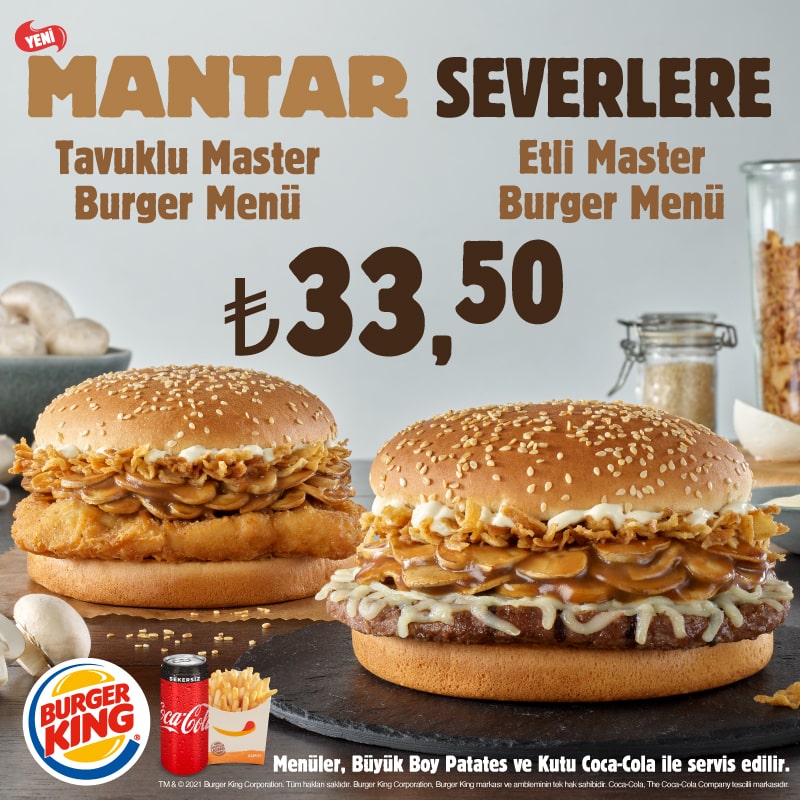 YENİ
MANTAR SEVERLERE
Tavuklu Master
Burger Menü
Etli Master
Burger Menü
₺33,50
BURGER
KING
ŞEKERSİZ
Coca-Cola
Menüler, Büyük Boy Patates ve Kutu Coca-Cola ile servis edilir.
TM & © 2021 Burger King Corporation. Tüm hakları saklıdır. Burger King Corporation, Burger King markası ve ambleminin tek hak sahibidir. Coca-Cola, The Coca-Cola Company tescilli markasıdır.